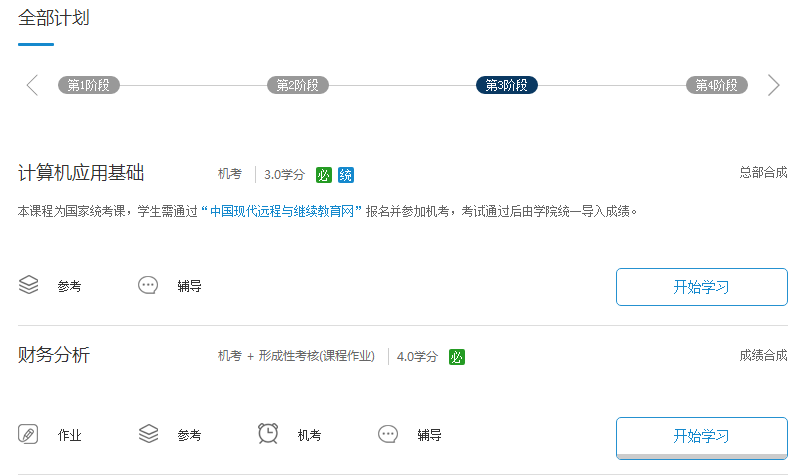 全部计划
第1阶段 第2阶段 第3阶段 第4阶段
计算机应用基础 机考 3.0学分 必 统 总部合成
本课程为国家统考课，学生需通过“中国现代远程与继续教育网”报名并参加机考，考试通过后由学院统一导入成绩。
参考 辅导 开始学习
财务分析 机考 + 形成性考核(课程作业) 4.0学分 必 成绩合成
作业 参考 机考 辅导 开始学习